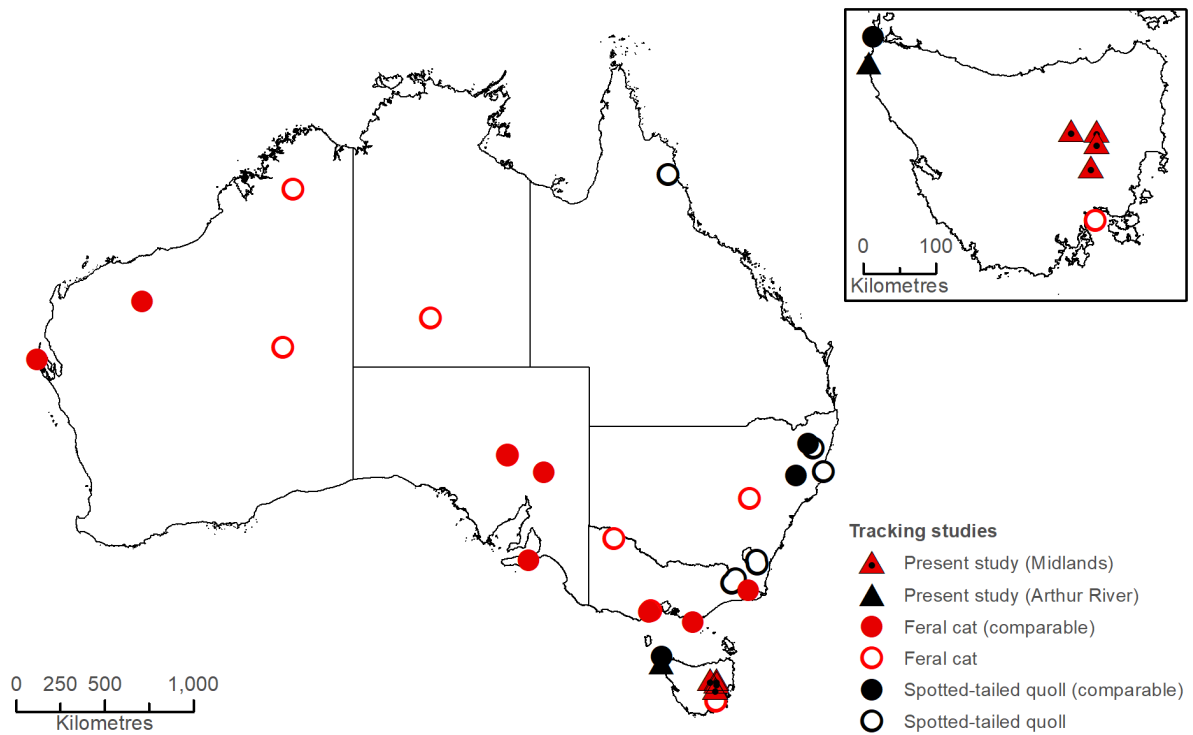 0 100
Kilometres
Tracking studies
Present study (Midlands)
Present study (Arthur River)
Feral cat (comparable)
Feral cat
Spotted-tailed quoll (comparable)
Spotted-tailed quoll
0 250 500 1,000
Kilometres